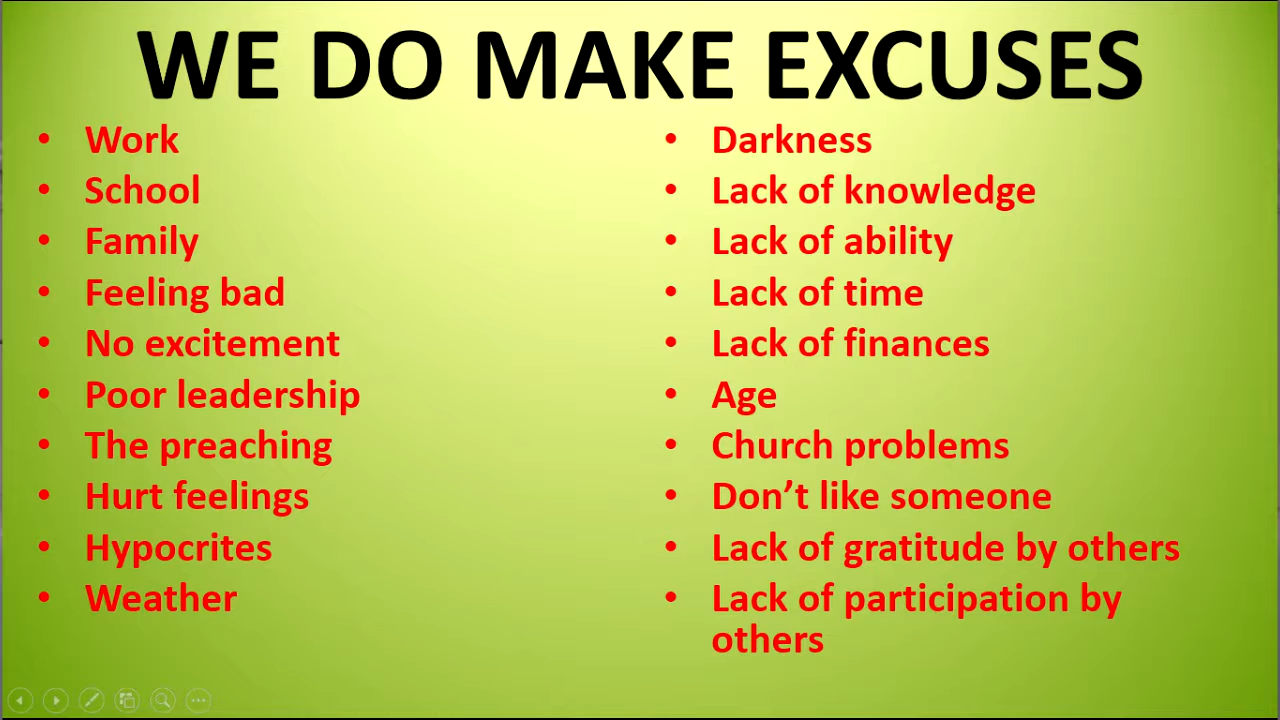 WE DO MAKE EXCUSES
• Work
• School
• Family
• Feeling bad
• No excitement
• Poor leadership
• The preaching
• Hurt feelings
• Hypocrites
• Weather
• Darkness
• Lack of knowledge
• Lack of ability
• Lack of time
• Lack of finances
• Age
• Church problems
• Don’t like someone
• Lack of gratitude by others
• Lack of participation by
others